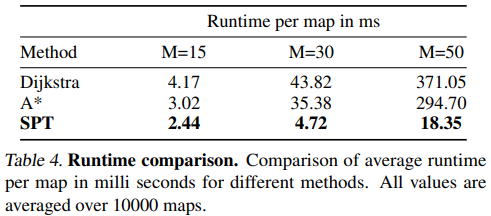 Runtime per map in ms
Method M=15 M=30 M=50
Dijkstra 4.17 43.82 371.05
A* 3.02 35.38 294.70
SPT 2.44 4.72 18.35
Table 4. Runtime comparison. Comparison of average runtime
per map in milli seconds for different methods. All values are
averaged over 10000 maps.